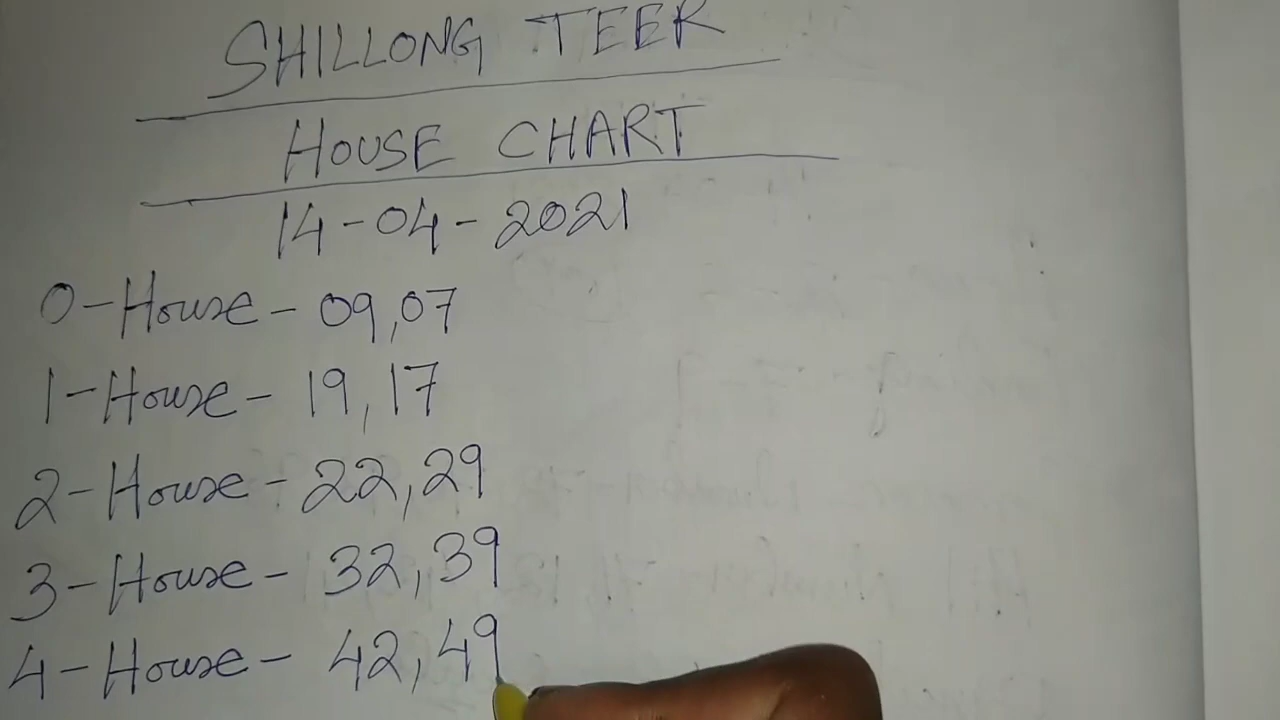 SHILLONG TEER
HOUSE CHART
14-04-2021
0-House- 09,07
1-House- 19,17
2-House- 22,29
3-House- 32,39
4-House- 42,49